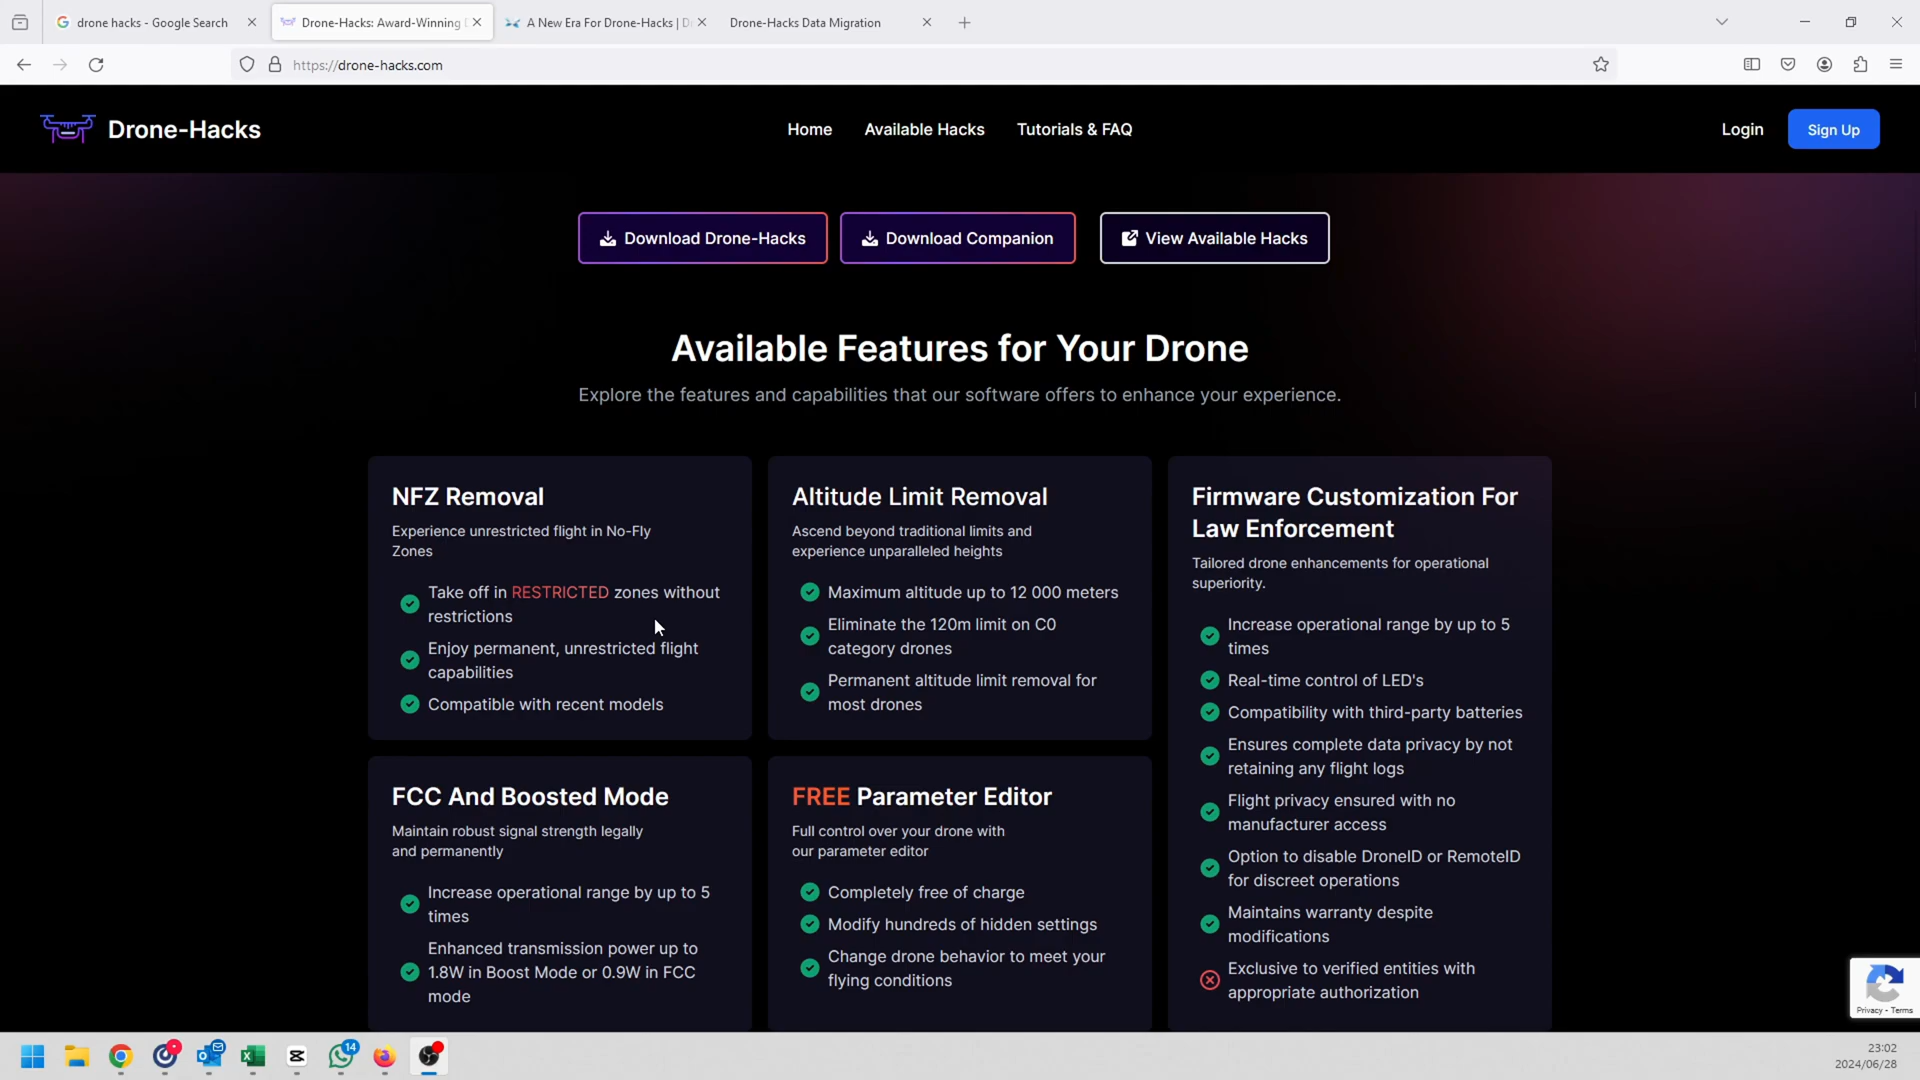 drone hacks - Google Search
Drone-Hacks: Award-Winning D
A New Era For Drone-Hacks | Dr
Drone-Hacks Data Migration
https://drone-hacks.com
Drone-Hacks
Home
Available Hacks
Tutorials & FAQ
Login
Sign Up
Download Drone-Hacks
Download Companion
View Available Hacks
Available Features for Your Drone
Explore the features and capabilities that our software offers to enhance your experience.
NFZ Removal
Experience unrestricted flight in No-Fly
Zones
Take off in RESTRICTED zones without
restrictions
Enjoy permanent, unrestricted flight
capabilities
Compatible with recent models
Altitude Limit Removal
Ascend beyond traditional limits and
experience unparalleled heights
Maximum altitude up to 12 000 meters
Eliminate the 120m limit on C0
category drones
Permanent altitude limit removal for
most drones
Firmware Customization For
Law Enforcement
Tailored drone enhancements for operational
superiority.
Increase operational range by up to 5
times
Real-time control of LED's
Compatibility with third-party batteries
Ensures complete data privacy by not
retaining any flight logs
Flight privacy ensured with no
manufacturer access
Option to disable DroneID or RemoteID
for discreet operations
Maintains warranty despite
modifications
Exclusive to verified entities with
appropriate authorization
FCC And Boosted Mode
Maintain robust signal strength legally
and permanently
Increase operational range by up to 5
times
Enhanced transmission power up to
1.8W in Boost Mode or 0.9W in FCC
mode
FREE Parameter Editor
Full control over your drone with
our parameter editor
Completely free of charge
Modify hundreds of hidden settings
Change drone behavior to meet your
flying conditions
Privacy - Terms
14
23:02
2024/06/28